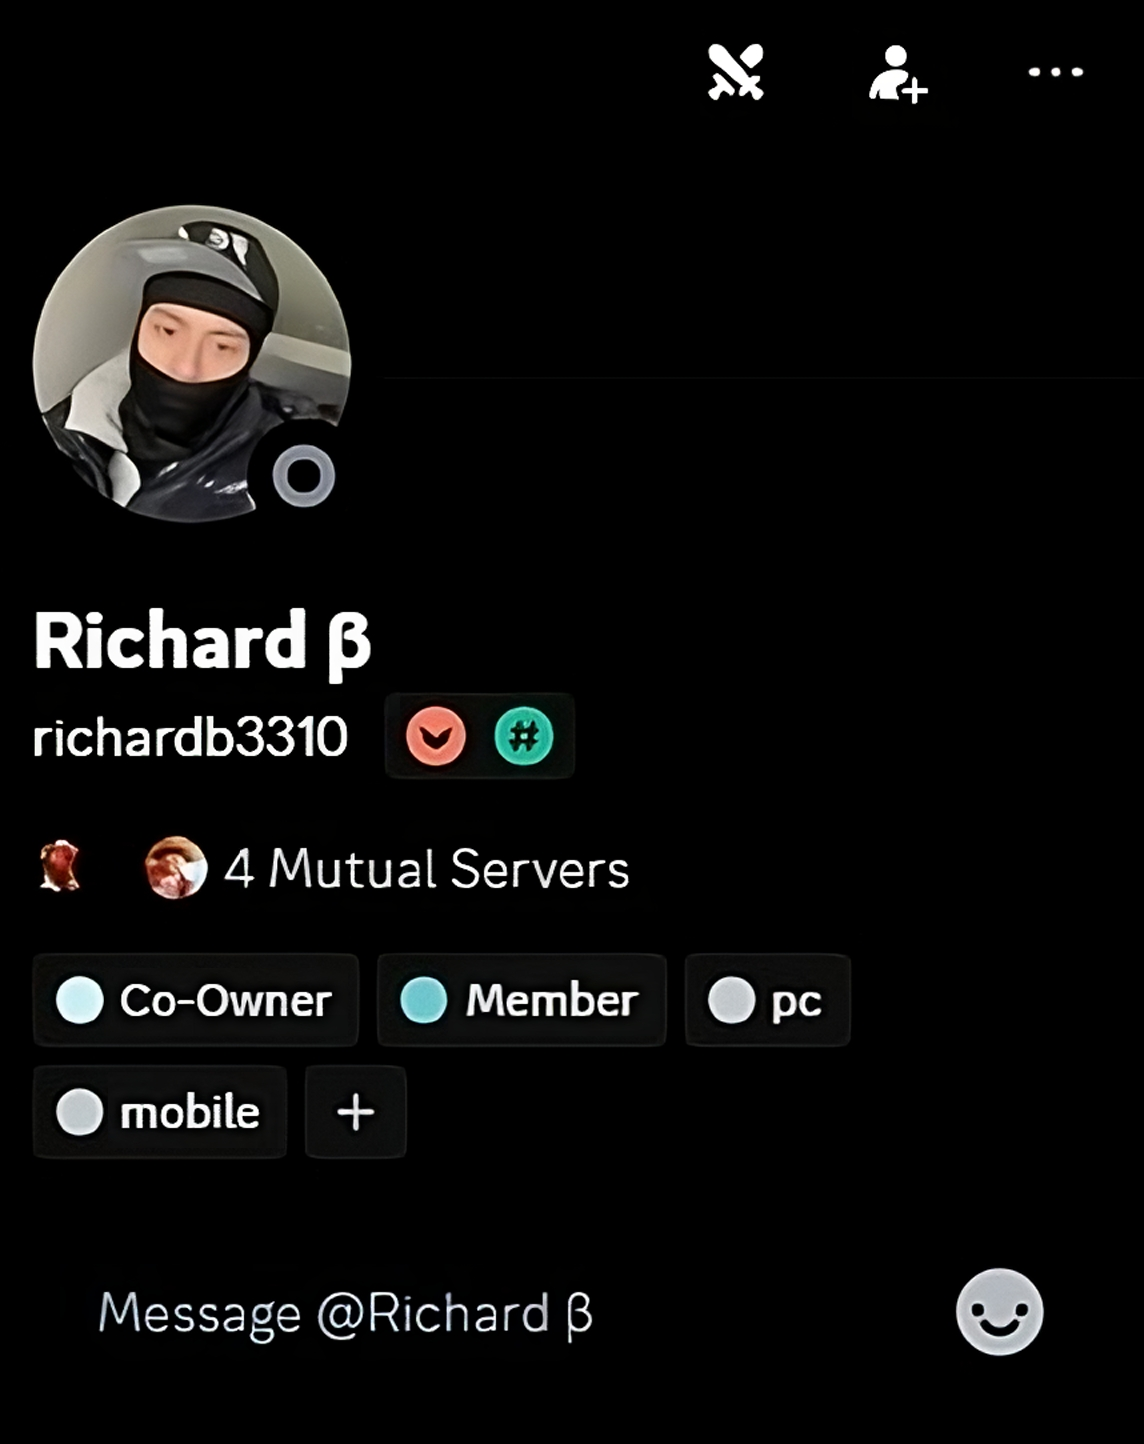 Richard β
richardb3310
4 Mutual Servers
Co-Owner
Member
pc
mobile
+
Message @Richard β